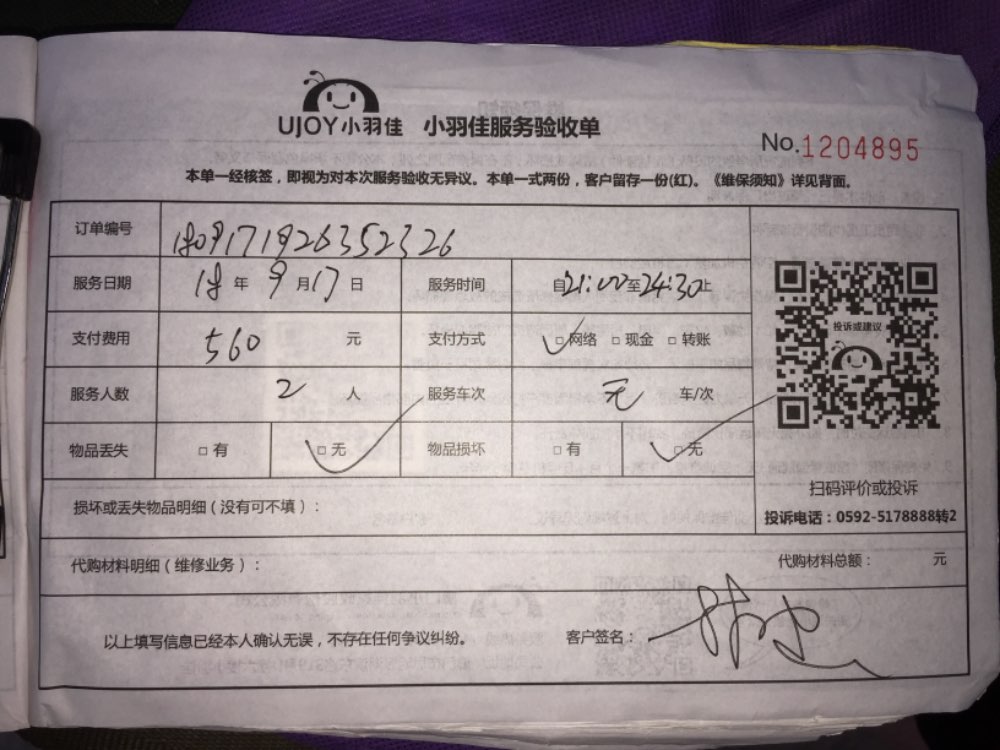 UJOY小羽佳 小羽佳服务验收单
No.1204895
本单一经核签，即视为对本次服务验收无异议。本单一式两份，客户留存一份(红)。《维保须知》详见背面。
订单编号 1809171826352326
服务日期 18 年 9 月 17 日 服务时间 自21:00至24:30止
支付费用 560 元 支付方式 □网络 □现金 □转账
服务人数 2 人 服务车次 无 车/次
物品丢失 □有 □无 物品损坏 □有 □无
投诉或建议
扫码评价或投诉
投诉电话：0592-5178888转2
损坏或丢失物品明细（没有可不填）：
代购材料明细（维修业务）： 代购材料总额： 元
以上填写信息已经本人确认无误，不存在任何争议纠纷。 客户签名：